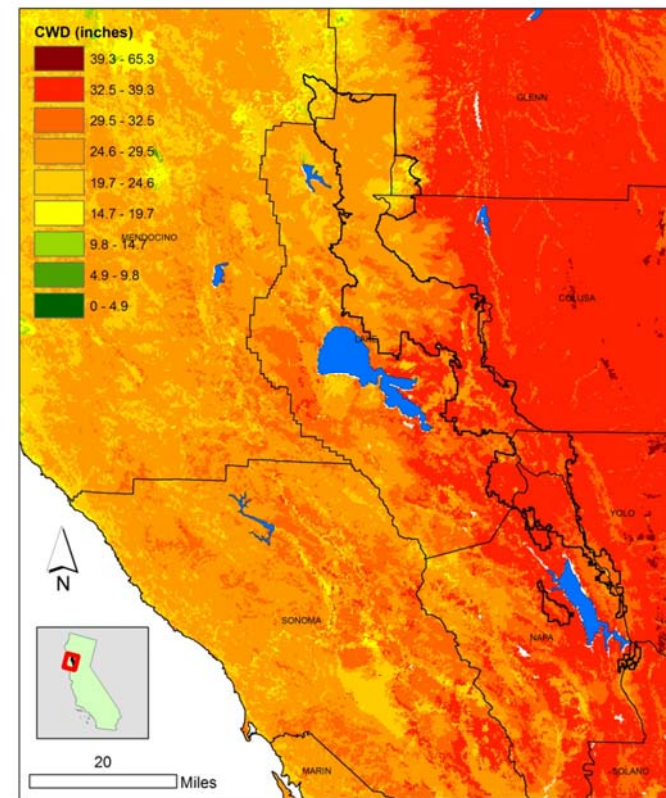 CWD (inches)
39.3 - 65.3
32.5 - 39.3
29.5 - 32.5
24.6 - 29.5
19.7 - 24.6
14.7 - 19.7
9.8 - 14.7
4.9 - 9.8
0 - 4.9
GLENN
MENDOCINO
COLUSA
LAKE
YOLO
N
SONOMA
NAPA
20
Miles
MARIN
SOLANO